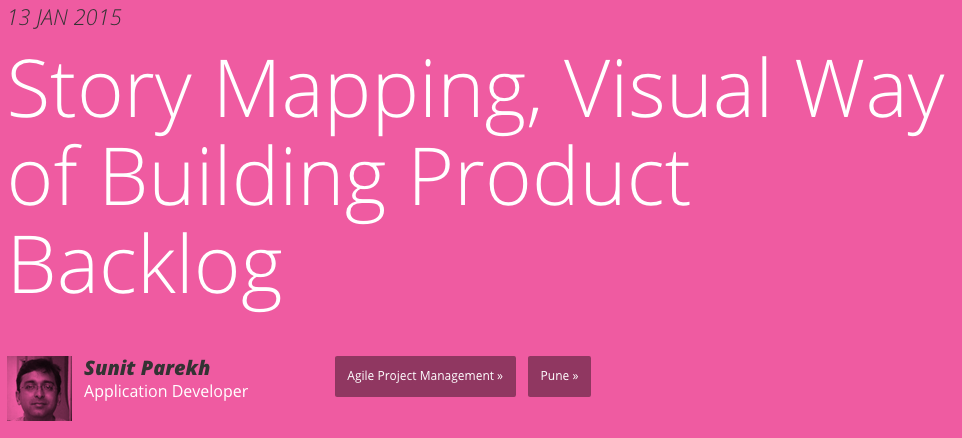 13 JAN 2015
Story Mapping, Visual Way
of Building Product
Backlog
Sunit Parekh
Application Developer
Agile Project Management »
Pune »